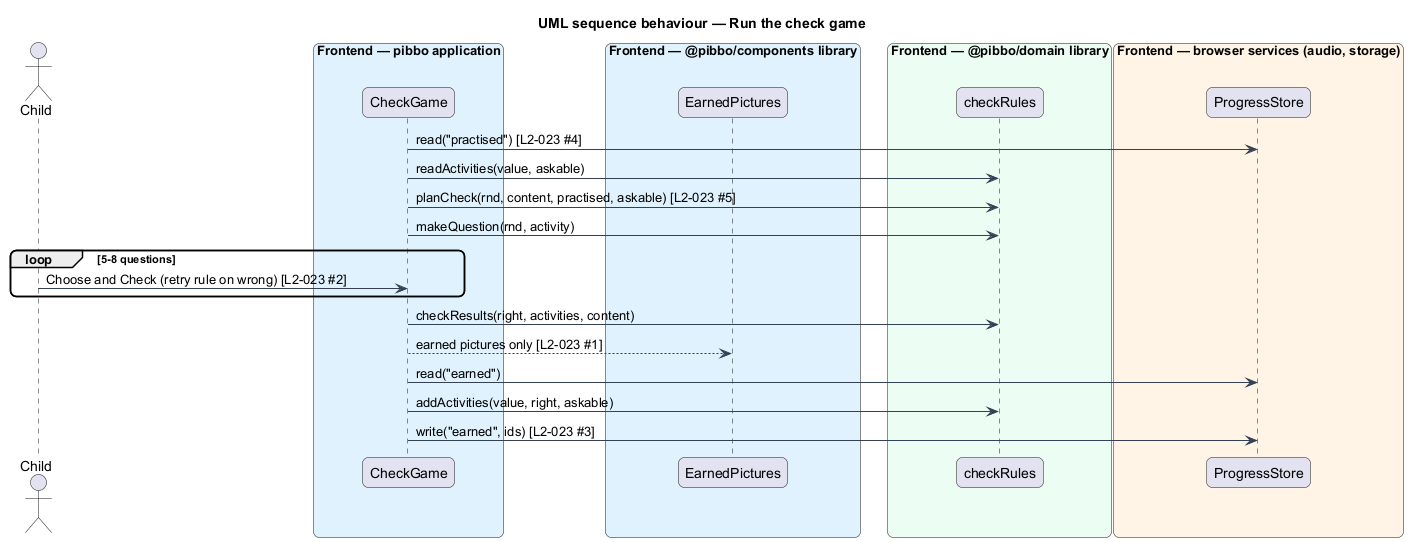 UML sequence behaviour — Run the check game
Frontend — pibbo application
Frontend — @pibbo/components library
Frontend — @pibbo/domain library
Frontend — browser services (audio, storage)
Child
CheckGame
EarnedPictures
checkRules
ProgressStore
read("practised") [L2-023 #4]
readActivities(value, askable)
planCheck(rnd, content, practised, askable) [L2-023 #5]
makeQuestion(rnd, activity)
loop [5-8 questions]
Choose and Check (retry rule on wrong) [L2-023 #2]
checkResults(right, activities, content)
earned pictures only [L2-023 #1]
read("earned")
addActivities(value, right, askable)
write("earned", ids) [L2-023 #3]
Child
CheckGame
EarnedPictures
checkRules
ProgressStore